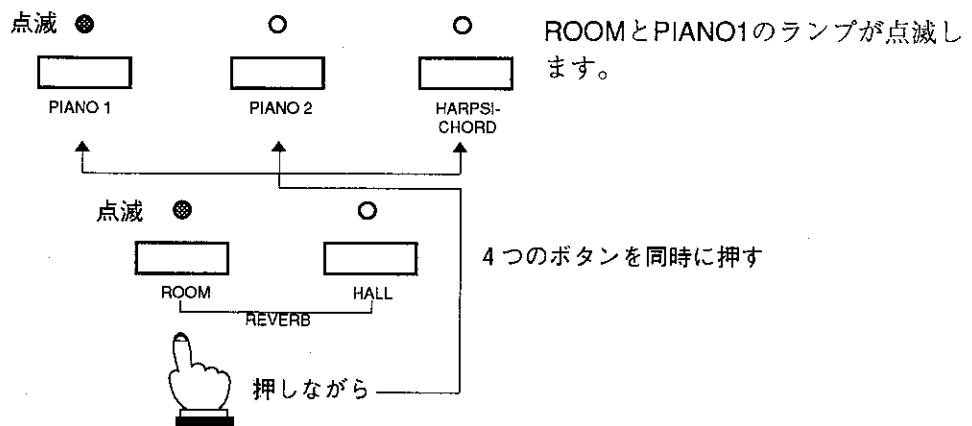 点滅
PIANO 1
PIANO 2
HARPSI-
CHORD
ROOMとPIANO1のランプが点滅し
ます。
点滅
ROOM
HALL
REVERB
4つのボタンを同時に押す
押しながら